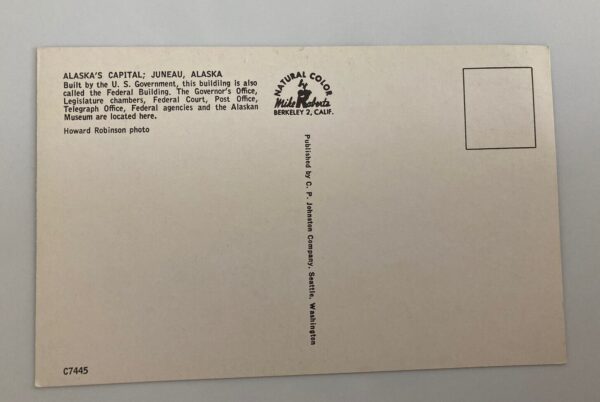 ALASKA'S CAPITAL; JUNEAU, ALASKA
Built by the U. S. Government, this building is also
called the Federal Building. The Governor's Office,
Legislature chambers, Federal Court, Post Office,
Telegraph Office, Federal agencies and the Alaskan
Museum are located here.
Howard Robinson photo
NATURAL COLOR
by
Mike Roberts
BERKELEY 2, CALIF.
Published by C. P. Johnston Company, Seattle, Washington
C7445